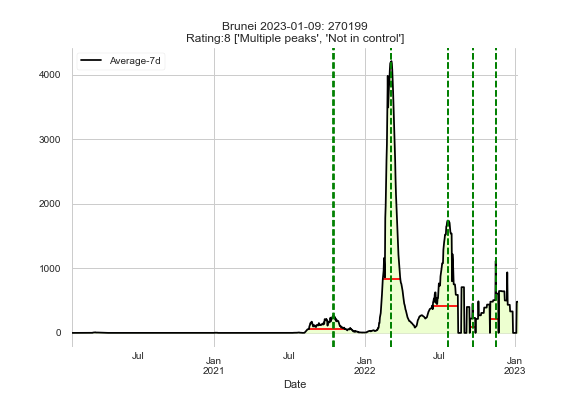 Brunei 2023-01-09: 270199
Rating:8 ['Multiple peaks', 'Not in control']
Average-7d
4000
3000
2000
1000
0
Jul
Jan
2021
Jul
Jan
2022
Jul
Jan
2023
Date